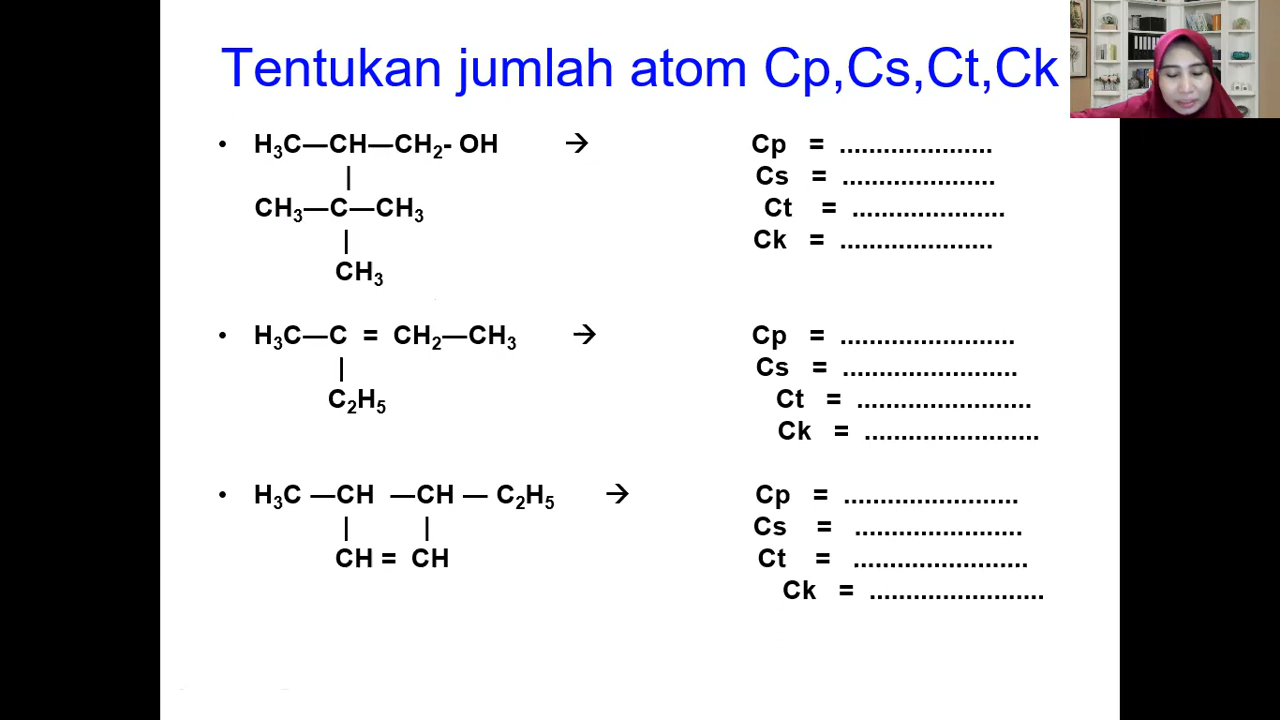 Tentukan jumlah atom Cp,Cs,Ct,Ck
• H₃C—CH—CH₂- OH → Cp = .....................
| Cs = .....................
CH₃—C—CH₃ Ct = .....................
| Ck = .....................
CH₃
• H₃C—C = CH₂—CH₃ → Cp = ........................
| Cs = ........................
C₂H₅ Ct = ........................
Ck = ........................
• H₃C —CH —CH — C₂H₅ → Cp = ........................
| | Cs = .......................
CH = CH Ct = ........................
Ck = ........................